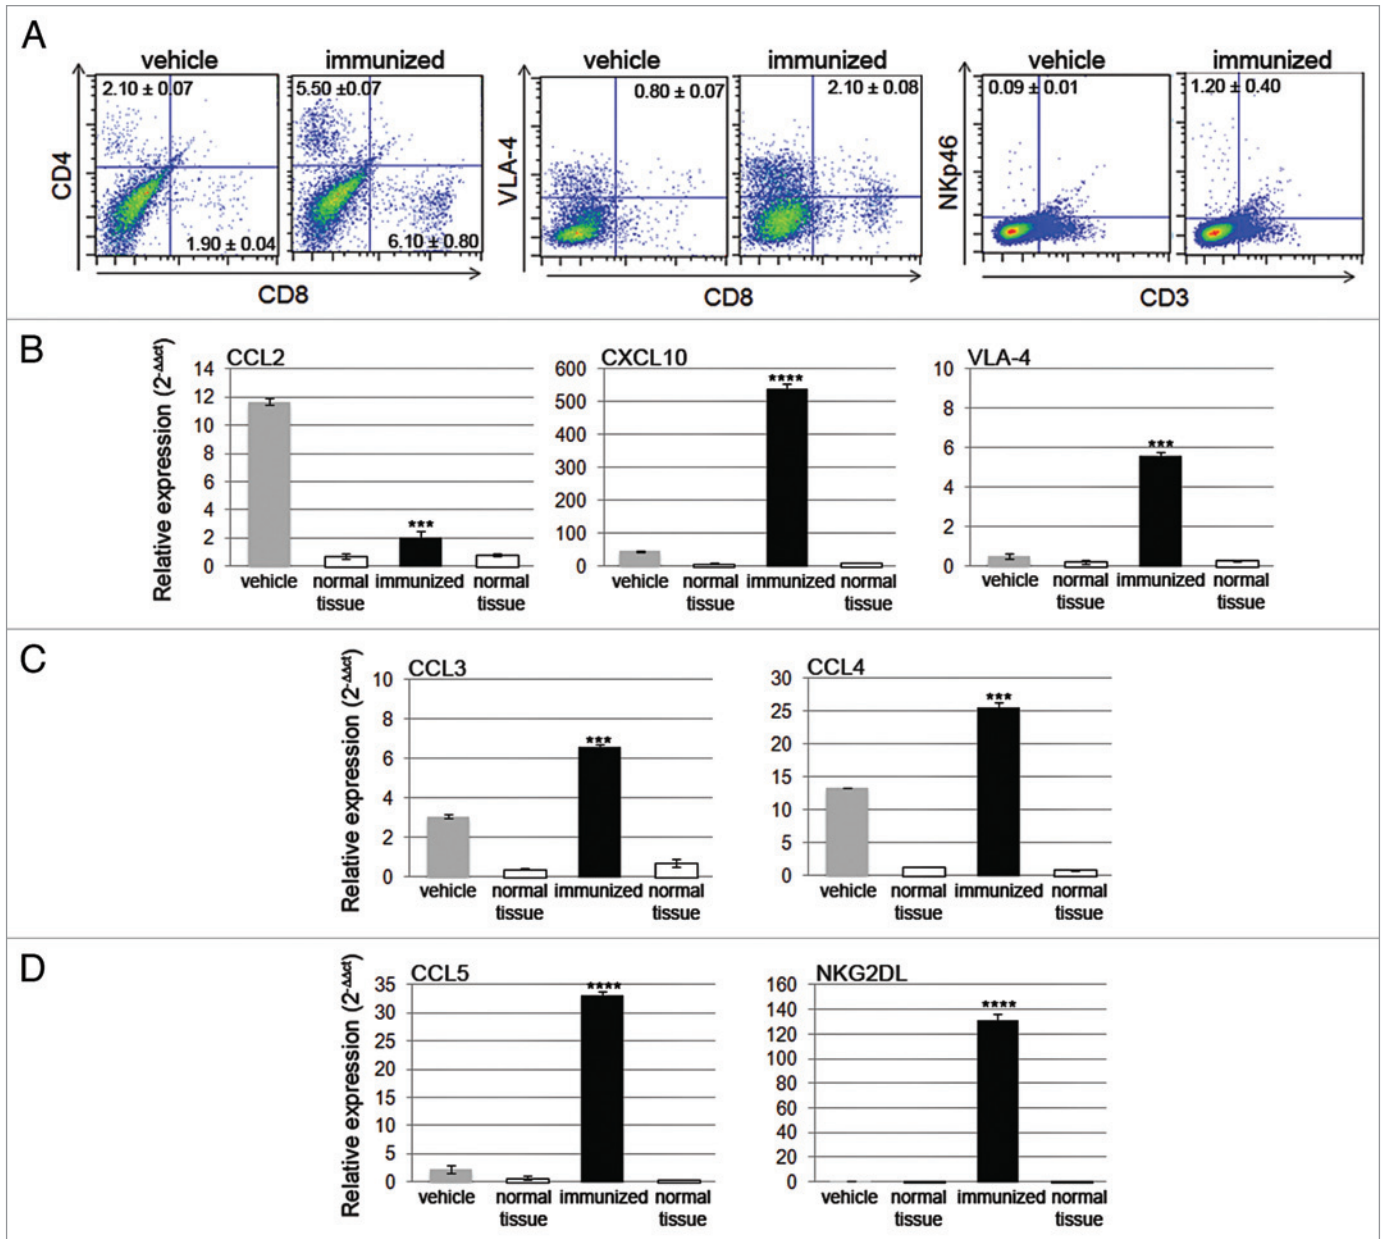 A
vehicle immunized vehicle immunized vehicle immunized
2.10 ± 0.07 5.50 ±0.07 0.80 ± 0.07 2.10 ± 0.08 0.09 ± 0.01 1.20 ± 0.40
CD4 VLA-4 NKp46
1.90 ± 0.04 6.10 ± 0.80
CD8 CD8 CD3
B
Relative expression (2-ΔΔct)
CCL2
14
12
10
8
6
4
2
0
***
vehicle normal immunized normal
tissue tissue
CXCL10
600
500
400
300
200
100
0
****
vehicle normal immunized normal
tissue tissue
VLA-4
10
8
6
4
2
0
***
vehicle normal immunized normal
tissue tissue
C
Relative expression (2-ΔΔct)
CCL3
10
8
6
4
2
0
***
vehicle normal immunized normal
tissue tissue
CCL4
30
25
20
15
10
5
0
***
vehicle normal immunized normal
tissue tissue
D
Relative expression (2-ΔΔct)
CCL5
35
30
25
20
15
10
5
0
****
vehicle normal immunized normal
tissue tissue
NKG2DL
160
140
120
100
80
60
40
20
0
****
vehicle normal immunized normal
tissue tissue